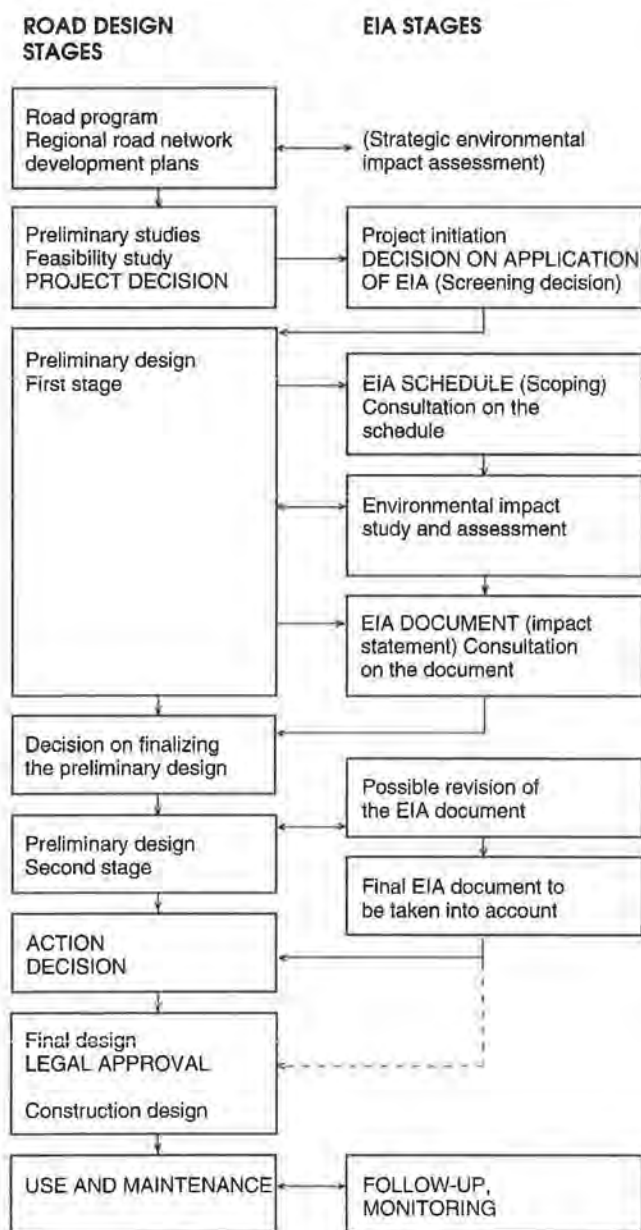 ROAD DESIGN
STAGES
EIA STAGES
Road program
Regional road network
development plans
(Strategic environmental
impact assessment)
Preliminary studies
Feasibility study
PROJECT DECISION
Project initiation
DECISION ON APPLICATION
OF EIA (Screening decision)
Preliminary design
First stage
EIA SCHEDULE (Scoping)
Consultation on the
schedule
Environmental impact
study and assessment
EIA DOCUMENT (impact
statement) Consultation
on the document
Decision on finalizing
the preliminary design
Possible revision of
the EIA document
Preliminary design
Second stage
Final EIA document to
be taken into account
ACTION
DECISION
Final design
LEGAL APPROVAL
Construction design
USE AND MAINTENANCE
FOLLOW-UP,
MONITORING